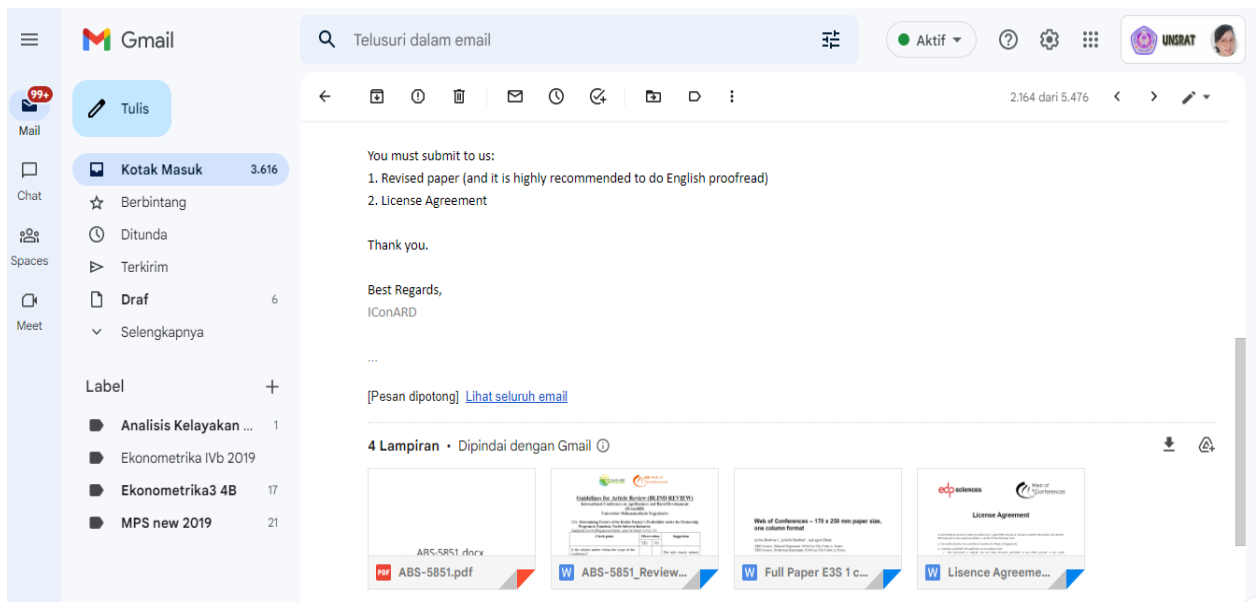 Gmail
Telusuri dalam email
Aktif
UNSRAT
99+
Mail
Chat
Spaces
Meet
Tulis
Kotak Masuk 3.616
Berbintang
Ditunda
Terkirim
Draf 6
Selengkapnya
Label
Analisis Kelayakan ... 1
Ekonometrika IVb 2019
Ekonometrika3 4B 17
MPS new 2019 21
2.164 dari 5.476
You must submit to us:
1. Revised paper (and it is highly recommended to do English proofread)
2. License Agreement
Thank you.
Best Regards,
IConARD
...
[Pesan dipotong] Lihat seluruh email
4 Lampiran • Dipindai dengan Gmail
ABS-5851.docx
PDF ABS-5851.pdf
Guidelines for Article Review (BLIND REVIEW)
W ABS-5851_Review...
Web of Conferences – 170 x 250 mm paper size,
one column format
W Full Paper E3S 1 c...
edp sciences
Web of
Conferences
License Agreement
W Lisence Agreeme...